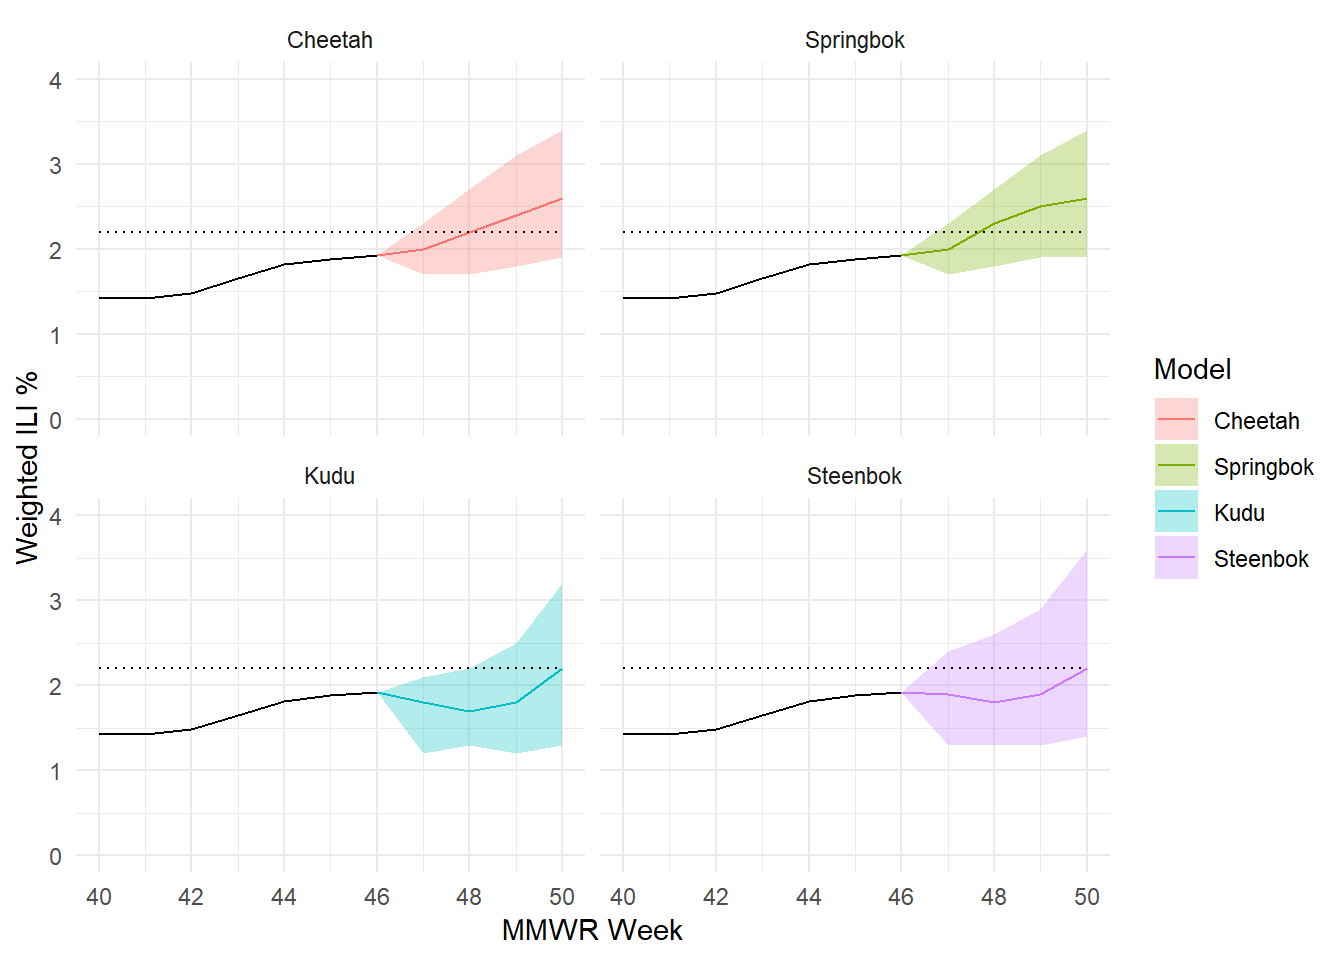 Cheetah
Springbok
4
3
2
1
0
Kudu
Steenbok
4
3
2
1
0
40 42 44 46 48 50
40 42 44 46 48 50
MMWR Week
Weighted ILI %
Model
Cheetah
Springbok
Kudu
Steenbok